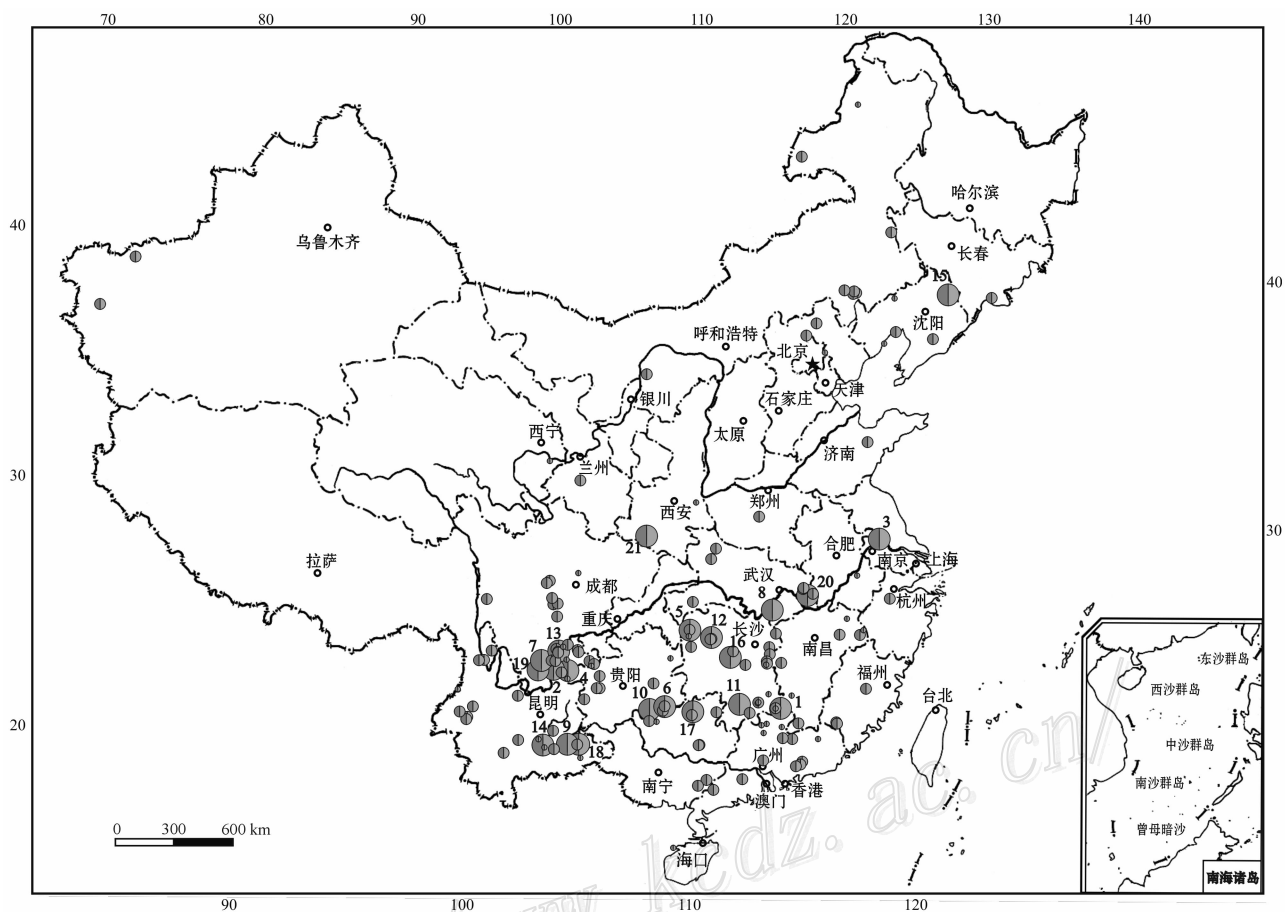 70 80 90 100 110 120 130 140
哈尔滨
40
乌鲁木齐
长春
15
40
沈阳
呼和浩特
北京
天津
银川
石家庄
太原
西宁
济南
兰州
30
西安
郑州
3
30
21
合肥
南京
上海
拉萨
成都
武汉
20
杭州
8
重庆
5
12
长沙
13
16
南昌
7
东沙群岛
19
贵阳
4
2
福州
西沙群岛
昆明
10
6
11
1
台北
20
17
中沙群岛
14
9
18
广州
南宁
香港
南沙群岛
澳门
0 300 600 km
曾母暗沙
海口
南海诸岛
90 100 110 120
www.kcdz.ac.cn/